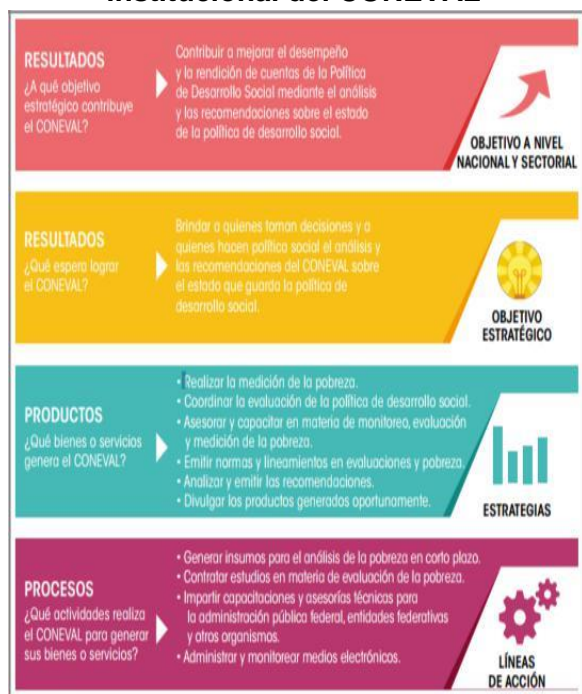 Institucional del CONEVAL
RESULTADOS
¿A qué objetivo
estratégico contribuye
el CONEVAL?
Contribuir a mejorar el desempeño
y la rendición de cuentas de la Política
de Desarrollo Social mediante el análisis
y las recomendaciones sobre el estado
de la política de desarrollo social.
OBJETIVO A NIVEL
NACIONAL Y SECTORIAL
RESULTADOS
¿Qué espera lograr
el CONEVAL?
Brindar a quienes toman decisiones y a
quienes hacen política social el análisis y
las recomendaciones del CONEVAL sobre
el estado que guarda la política de
desarrollo social.
OBJETIVO
ESTRATÉGICO
PRODUCTOS
¿Qué bienes o servicios
genera el CONEVAL?
• Realizar la medición de la pobreza.
• Coordinar la evaluación de la política de desarrollo social.
• Asesorar y capacitar en materia de monitoreo, evaluación
y medición de la pobreza.
• Emitir normas y lineamientos en evaluaciones y pobreza.
• Analizar y emitir las recomendaciones.
• Divulgar los productos generados oportunamente.
ESTRATEGIAS
PROCESOS
¿Qué actividades realiza
el CONEVAL para generar
sus bienes o servicios?
• Generar insumos para el análisis de la pobreza en corto plazo.
• Contratar estudios en materia de evaluación de la pobreza.
• Impartir capacitaciones y asesorías técnicas para
la administración pública federal, entidades federativas
y otros organismos.
• Administrar y monitorear medios electrónicos.
LÍNEAS
DE ACCIÓN